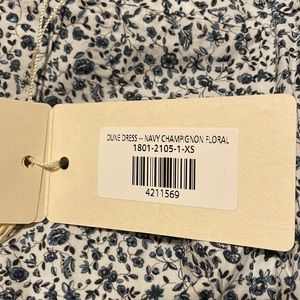 DUNE DRESS -- NAVY CHAMPIGNON FLORAL
1801-2105-1-XS
4211569